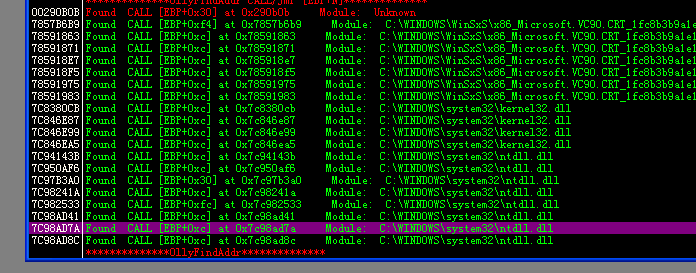 00290B0B Found CALL [EBP+0x30] at 0x290b0b Module: Unknown
7857B6B9 Found CALL [EBP+0xf4] at 0x7857b6b9 Module: C:\WINDOWS\WinSxS\x86_Microsoft.VC90.CRT_1fc8b3b9a1e
78591863 Found CALL [EBP+0xc] at 0x78591863 Module: C:\WINDOWS\WinSxS\x86_Microsoft.VC90.CRT_1fc8b3b9a1e
78591871 Found CALL [EBP+0xc] at 0x78591871 Module: C:\WINDOWS\WinSxS\x86_Microsoft.VC90.CRT_1fc8b3b9a1e
785918E7 Found CALL [EBP+0xc] at 0x785918e7 Module: C:\WINDOWS\WinSxS\x86_Microsoft.VC90.CRT_1fc8b3b9a1e
785918F5 Found CALL [EBP+0xc] at 0x785918f5 Module: C:\WINDOWS\WinSxS\x86_Microsoft.VC90.CRT_1fc8b3b9a1e
78591975 Found CALL [EBP+0xc] at 0x78591975 Module: C:\WINDOWS\WinSxS\x86_Microsoft.VC90.CRT_1fc8b3b9a1e
78591983 Found CALL [EBP+0xc] at 0x78591983 Module: C:\WINDOWS\WinSxS\x86_Microsoft.VC90.CRT_1fc8b3b9a1e
7C8380CB Found CALL [EBP+0xc] at 0x7c8380cb Module: C:\WINDOWS\system32\kernel32.dll
7C846E87 Found CALL [EBP+0xc] at 0x7c846e87 Module: C:\WINDOWS\system32\kernel32.dll
7C846E99 Found CALL [EBP+0xc] at 0x7c846e99 Module: C:\WINDOWS\system32\kernel32.dll
7C846EA5 Found CALL [EBP+0xc] at 0x7c846ea5 Module: C:\WINDOWS\system32\kernel32.dll
7C94143B Found CALL [EBP+0xc] at 0x7c94143b Module: C:\WINDOWS\system32\ntdll.dll
7C950AF6 Found CALL [EBP+0xc] at 0x7c950af6 Module: C:\WINDOWS\system32\ntdll.dll
7C97B3A0 Found CALL [EBP+0x30] at 0x7c97b3a0 Module: C:\WINDOWS\system32\ntdll.dll
7C98241A Found CALL [EBP+0xc] at 0x7c98241a Module: C:\WINDOWS\system32\ntdll.dll
7C982533 Found CALL [EBP+0xfc] at 0x7c982533 Module: C:\WINDOWS\system32\ntdll.dll
7C98AD41 Found CALL [EBP+0xc] at 0x7c98ad41 Module: C:\WINDOWS\system32\ntdll.dll
7C98AD7A Found CALL [EBP+0xc] at 0x7c98ad7a Module: C:\WINDOWS\system32\ntdll.dll
7C98AD8C Found CALL [EBP+0xc] at 0x7c98ad8c Module: C:\WINDOWS\system32\ntdll.dll
**************OllyFindAddr**************